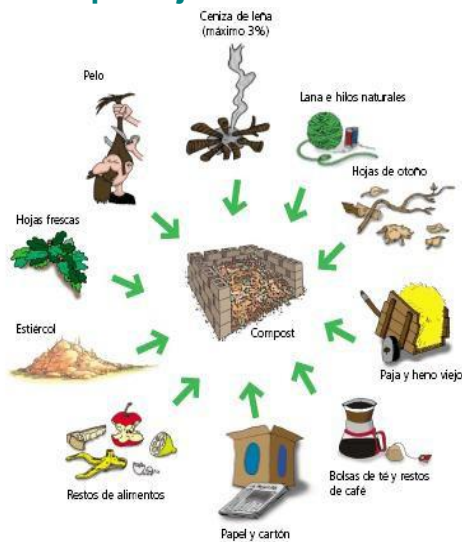 Ceniza de leña
(máximo 3%)
Pelo
Lana e hilos naturales
Hojas de otoño
Hojas frescas
Compost
Estiércol
Paja y heno viejo
Restos de alimentos
Bolsas de té y restos
de café
Papel y cartón